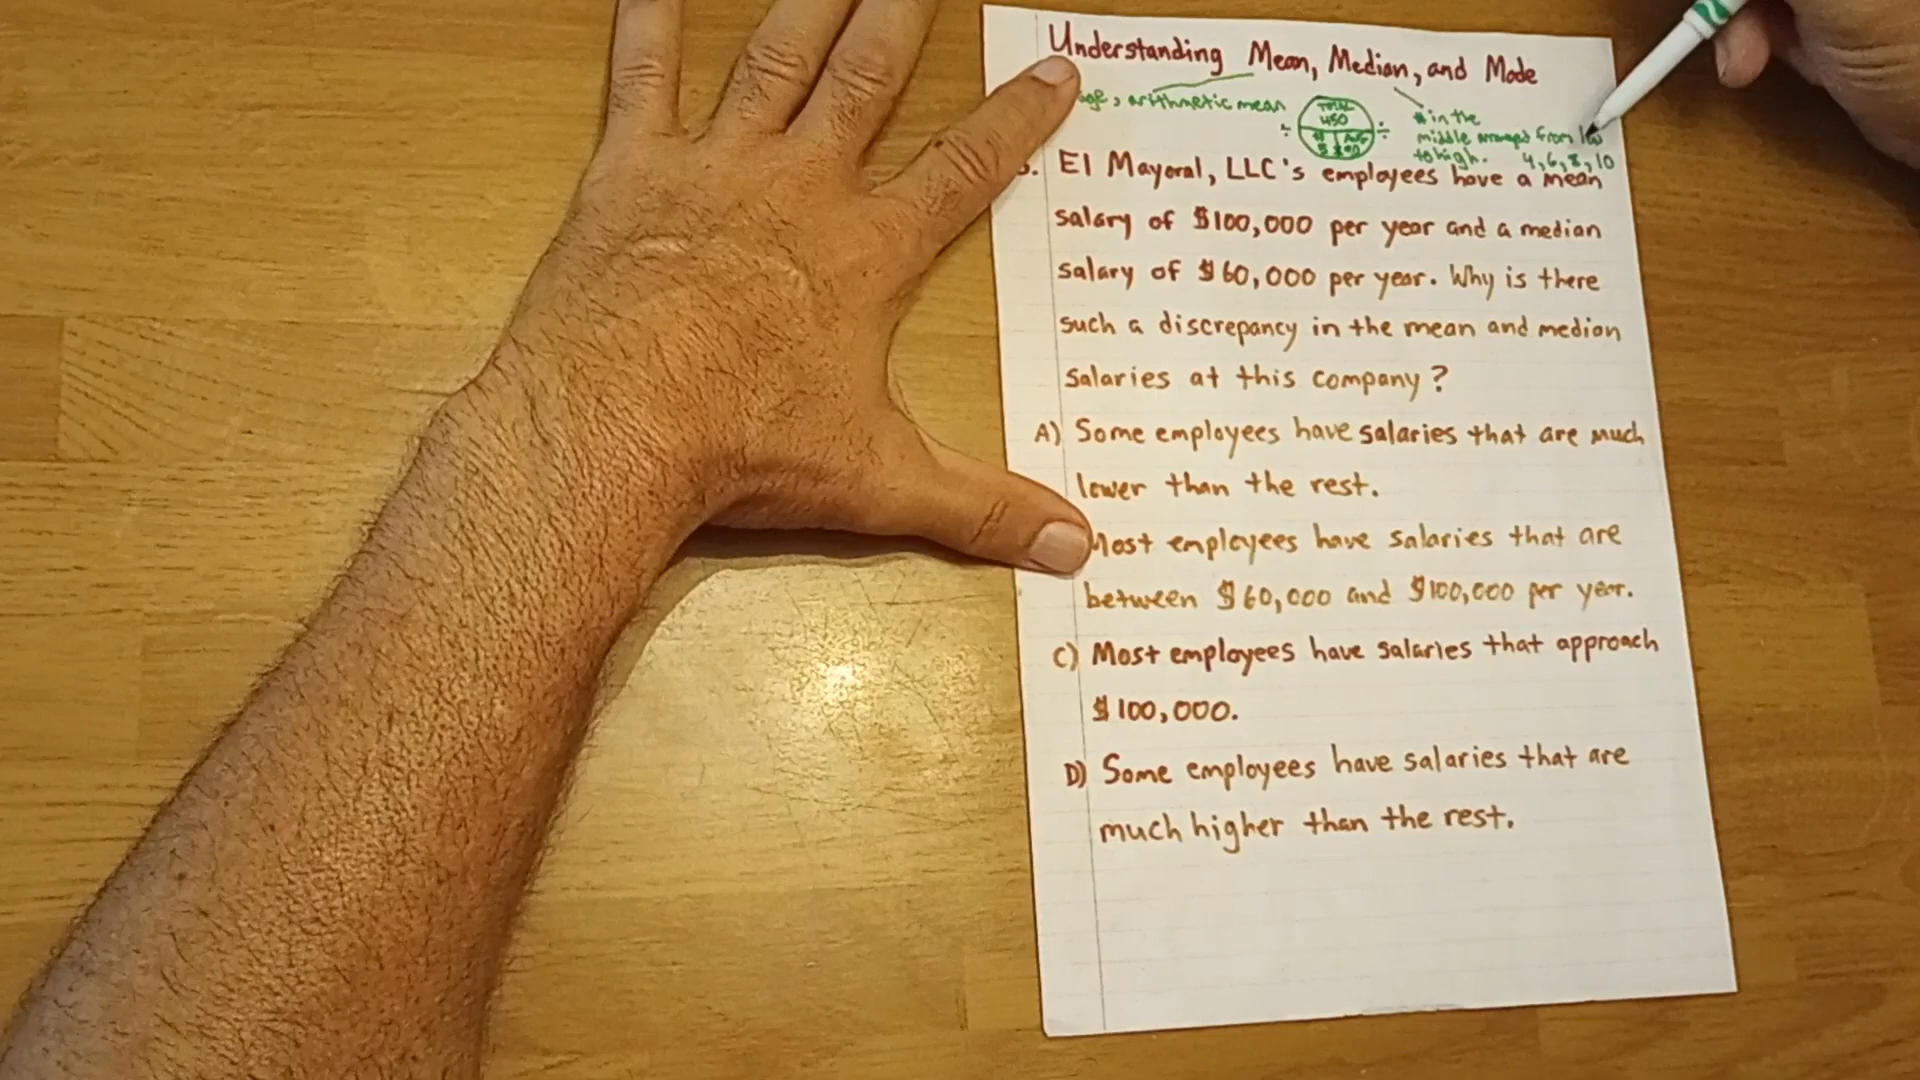 Understanding Mean, Median, and Mode
age, arithmetic mean
÷ TOTAL 450 ÷
# in the
middle arranged from low
to high. 4, 6, 8, 10
El Mayoral, LLC's employees have a mean
salary of $100,000 per year and a median
salary of $60,000 per year. Why is there
such a discrepancy in the mean and median
salaries at this company?
A) Some employees have salaries that are much
lower than the rest.
Most employees have salaries that are
between $60,000 and $100,000 per year.
C) Most employees have salaries that approach
$100,000.
D) Some employees have salaries that are
much higher than the rest.